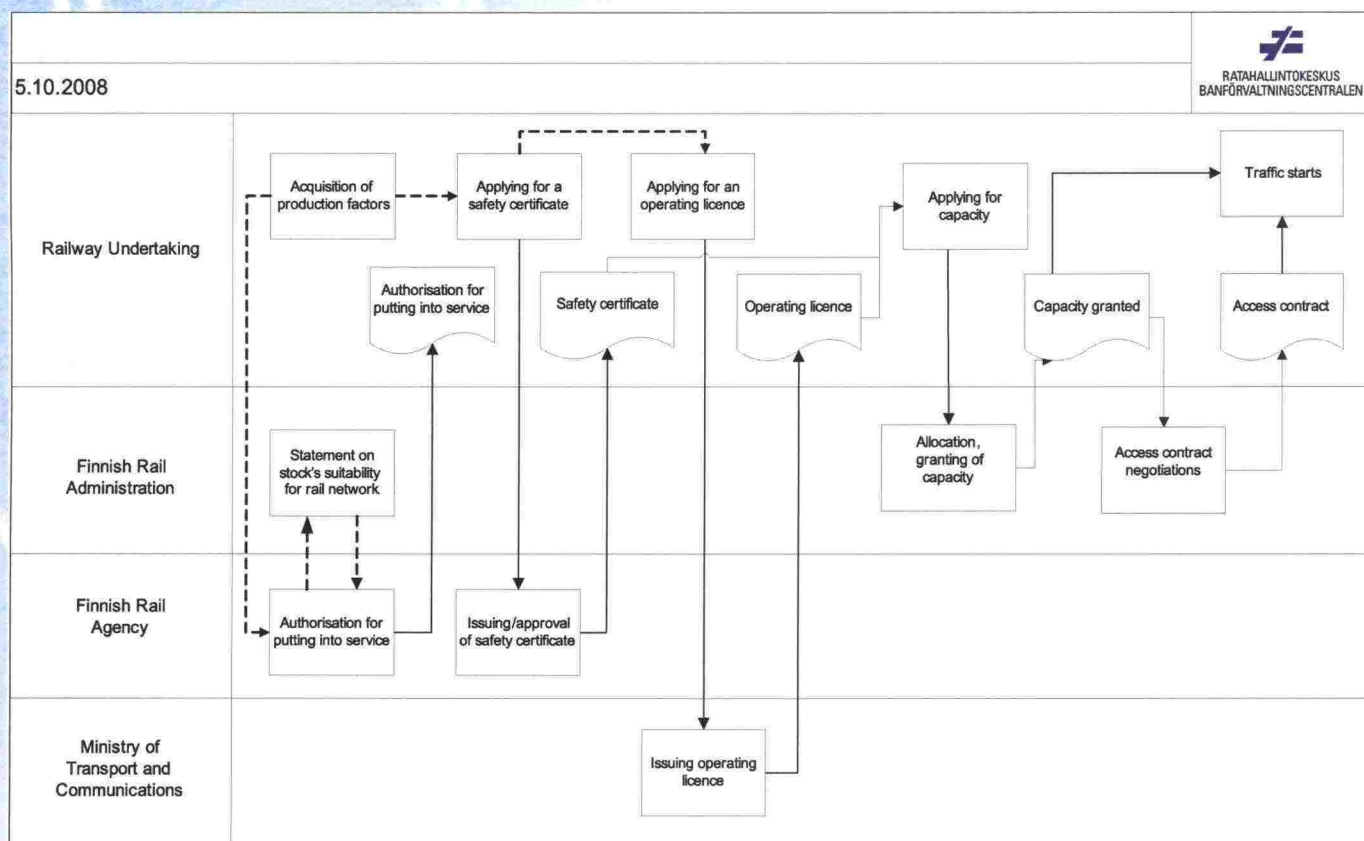 5.10.2008
RATAHALLINTOKESKUS
BANFÖRVALTNINGSCENTRALEN
Railway Undertaking
Acquisition of
production factors
Applying for a
safety certificate
Applying for an
operating licence
Applying for
capacity
Traffic starts
Authorisation for
putting into service
Safety certificate
Operating licence
Capacity granted
Access contract
Finnish Rail
Administration
Statement on
stock's suitability
for rail network
Allocation,
granting of
capacity
Access contract
negotiations
Finnish Rail
Agency
Authorisation for
putting into service
Issuing/approval
of safety certificate
Ministry of
Transport and
Communications
Issuing operating
licence